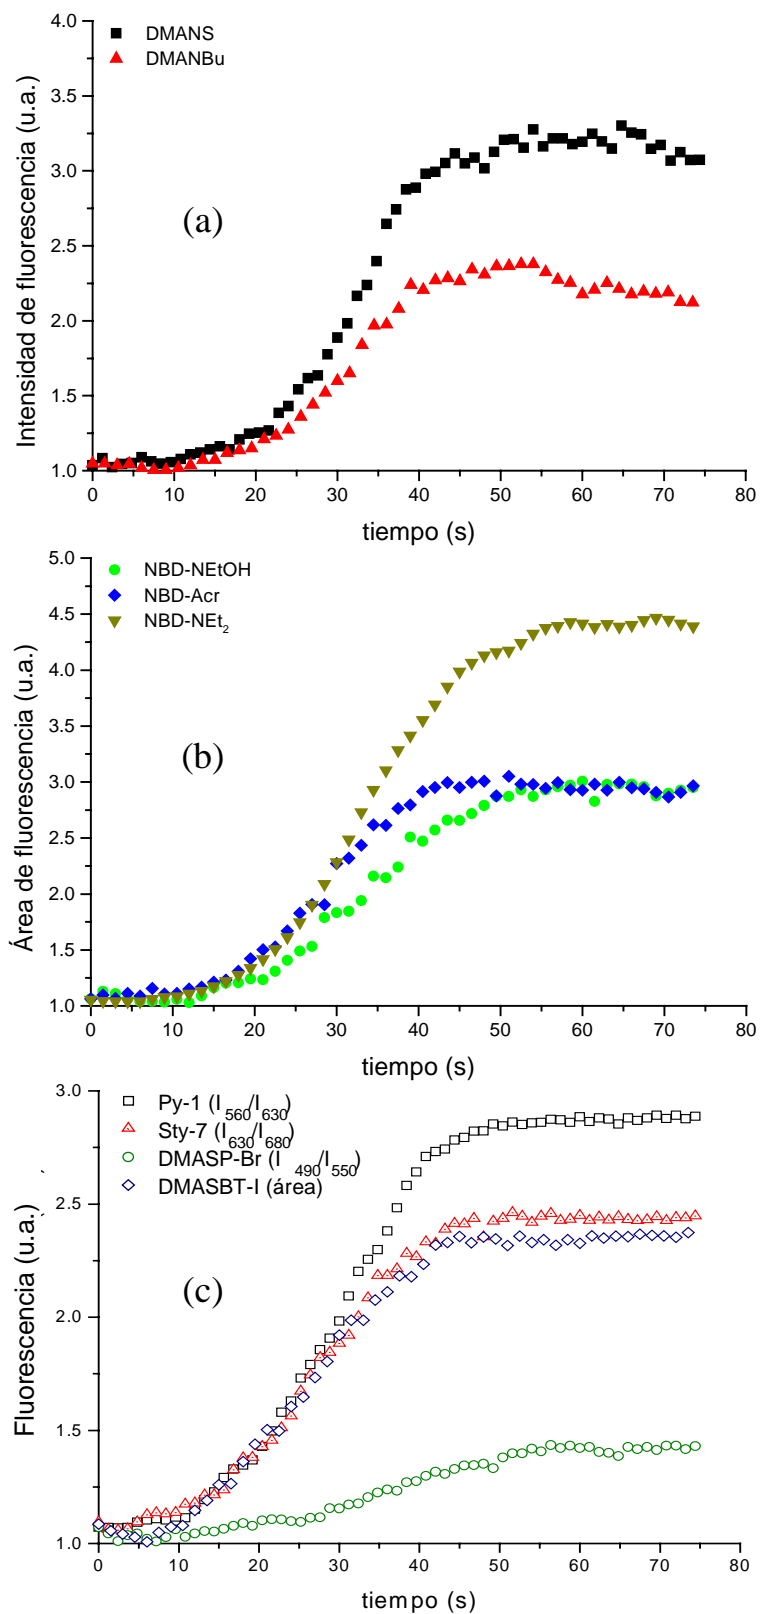 4.0
DMANS
DMANBu
3.5
3.0
2.5
2.0
1.5
1.0
Intensidad de fluorescencia (u.a.)
(a)
0 10 20 30 40 50 60 70 80
tiempo (s)
5.0
NBD-NEtOH
NBD-Acr
NBD-NEt2
4.5
4.0
3.5
3.0
2.5
2.0
1.5
1.0
Área de fluorescencia (u.a.)
(b)
0 10 20 30 40 50 60 70 80
tiempo (s)
3.0
Py-1 (I560/I630)
Sty-7 (I630/I680)
DMASP-Br (I490/I550)
DMASBT-I (área)
2.5
2.0
1.5
1.0
Fluorescencia (u.a.)
(c)
0 10 20 30 40 50 60 70 80
tiempo (s)